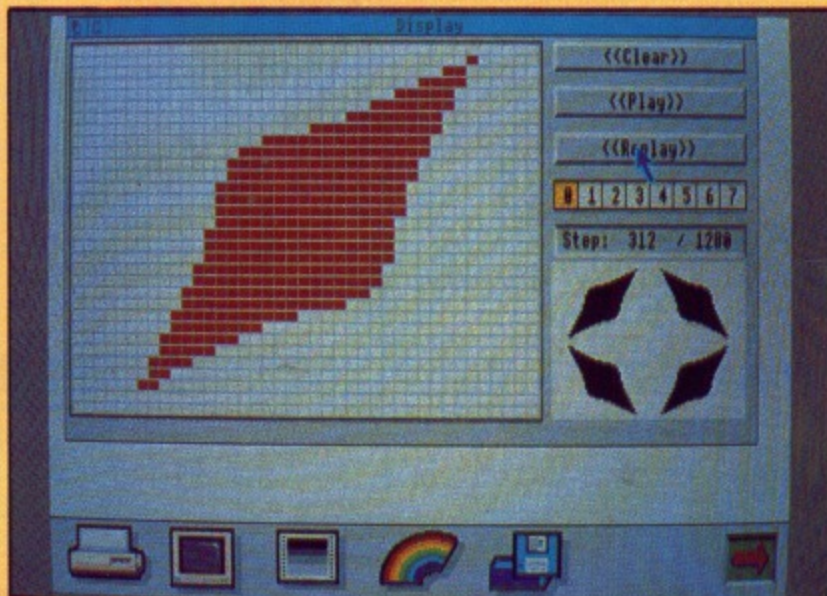 Display
<<Clear>>
<<Play>>
<<Replay>>
0 1 2 3 4 5 6 7
Step: 312 / 1200